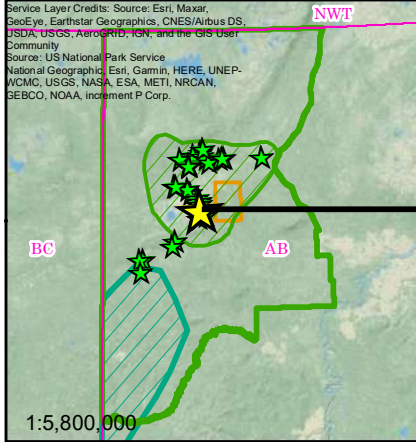 Service Layer Credits: Source: Esri, Maxar,
GeoEye, Earthstar Geographics, CNES/Airbus DS,
USDA, USGS, AeroGRID, IGN, and the GIS User
Community
Source: US National Park Service
National Geographic, Esri, Garmin, HERE, UNEP-
WCMC, USGS, NASA, ESA, METI, NRCAN,
GEBCO, NOAA, increment P Corp.
NWT
BC
AB
1:5,800,000